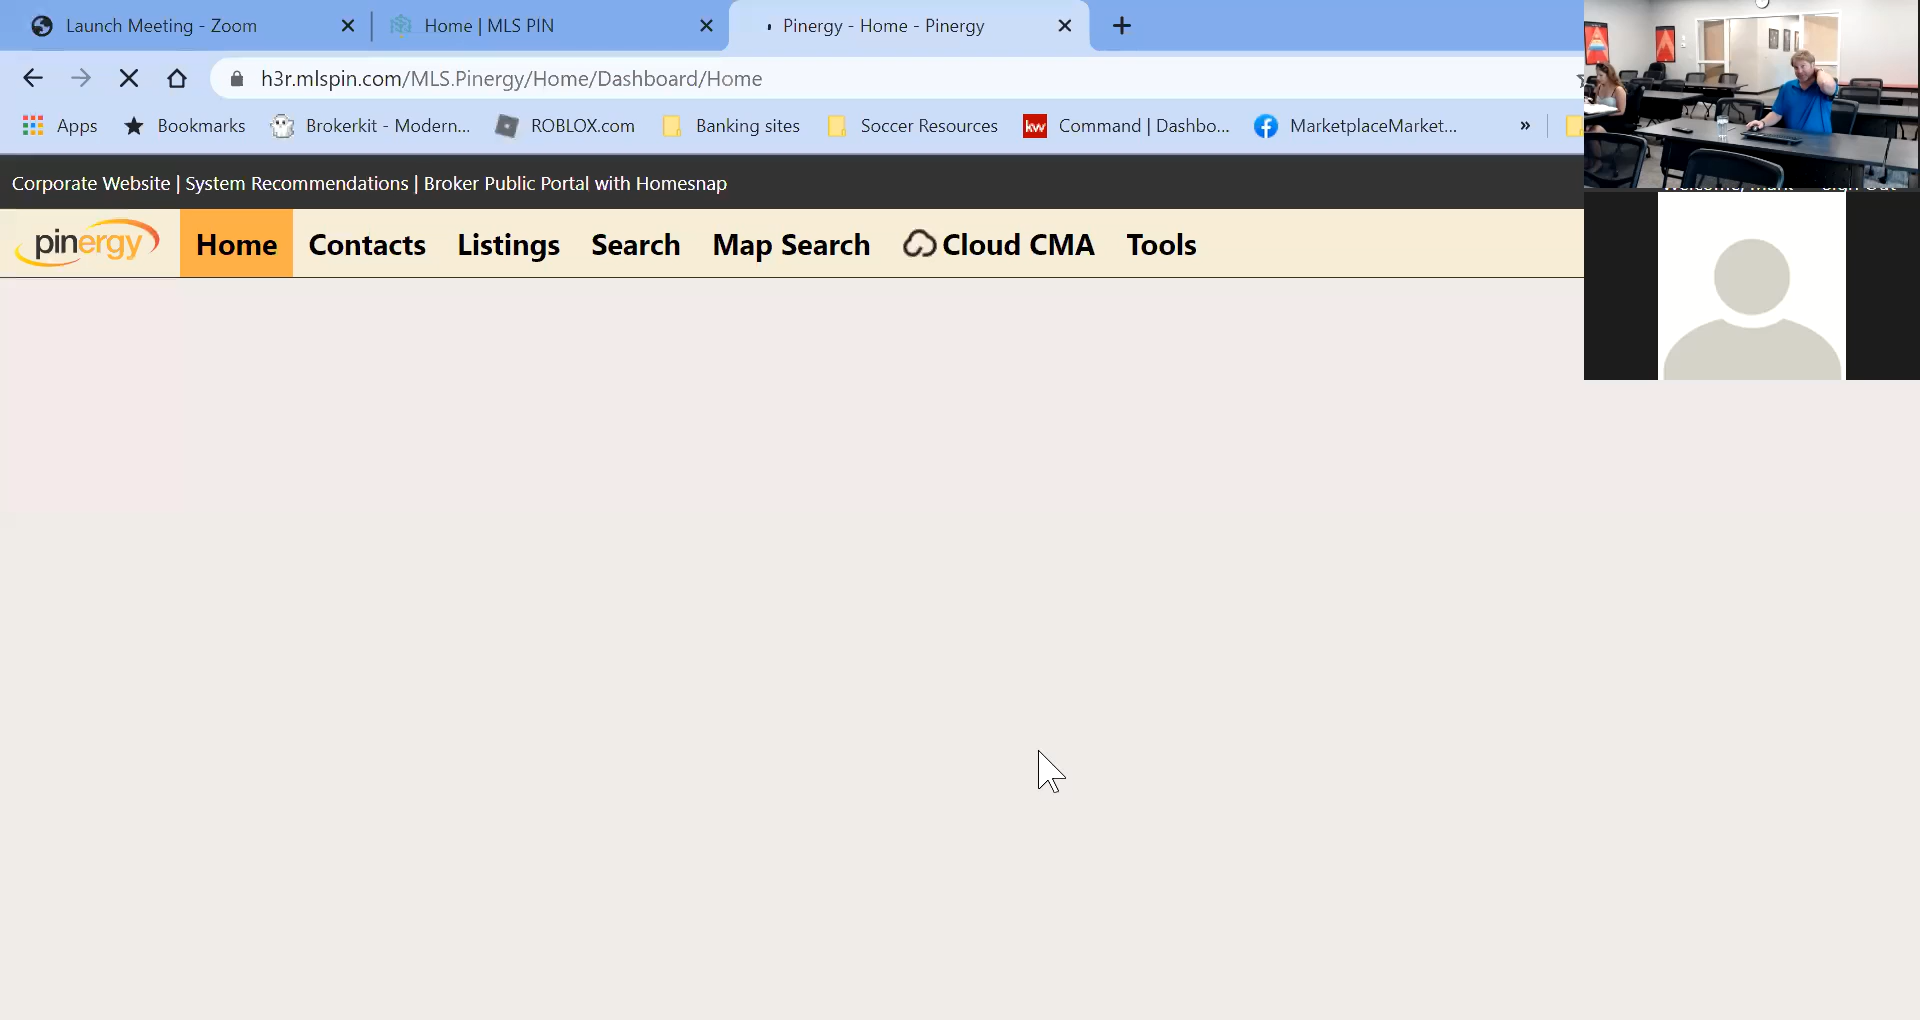 Launch Meeting - Zoom
Home | MLS PIN
Pinergy - Home - Pinergy
h3r.mlspin.com/MLS.Pinergy/Home/Dashboard/Home
Apps
Bookmarks
Brokerkit - Modern...
ROBLOX.com
Banking sites
Soccer Resources
kw
Command | Dashbo...
MarketplaceMarket...
»
Corporate Website | System Recommendations | Broker Public Portal with Homesnap
pinergy
Home
Contacts
Listings
Search
Map Search
Cloud CMA
Tools